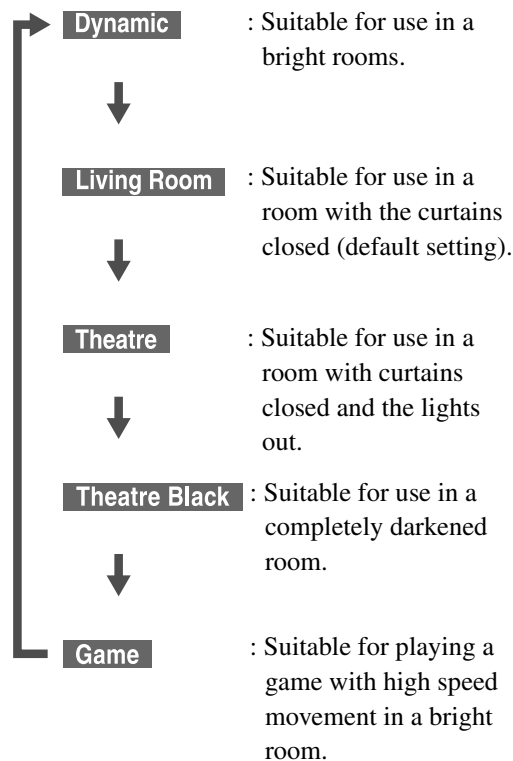 Dynamic : Suitable for use in a
bright rooms.
Living Room : Suitable for use in a
room with the curtains
closed (default setting).
Theatre : Suitable for use in a
room with curtains
closed and the lights
out.
Theatre Black : Suitable for use in a
completely darkened
room.
Game : Suitable for playing a
game with high speed
movement in a bright
room.